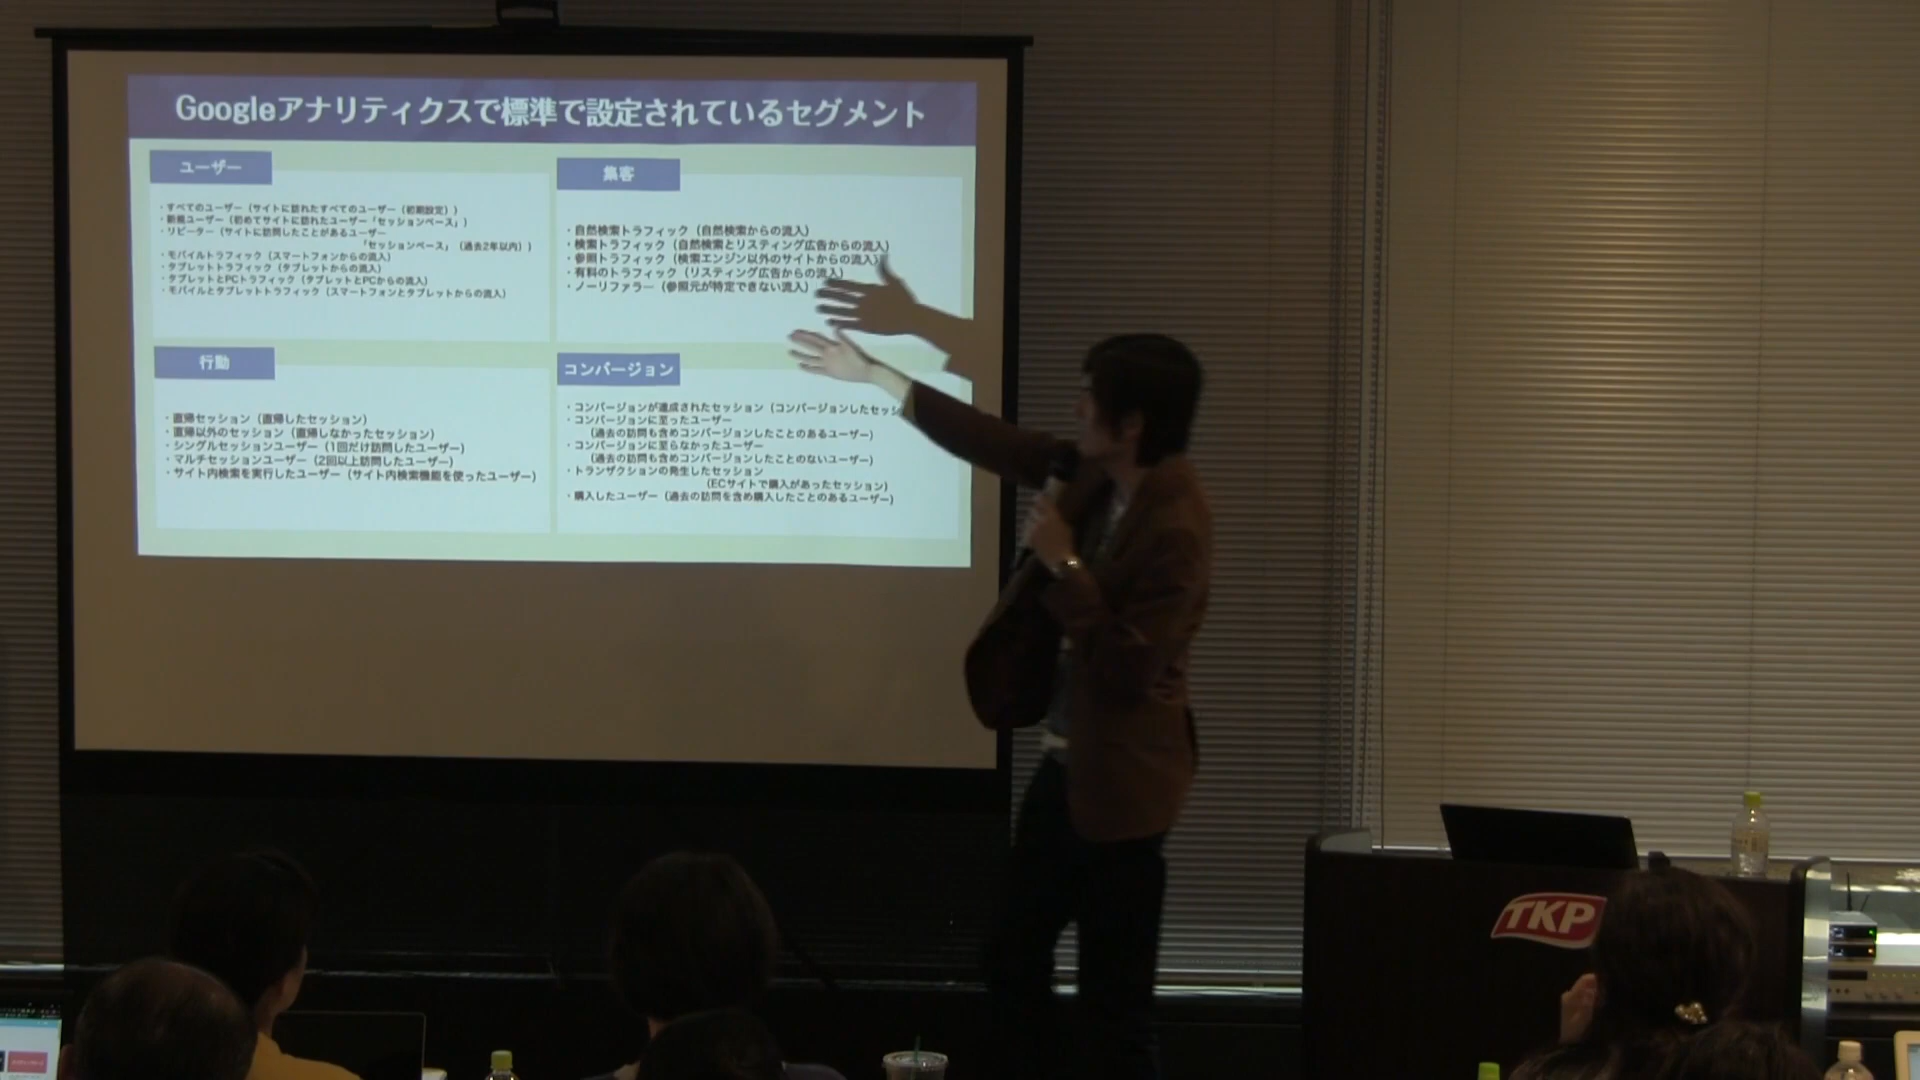 Googleアナリティクスで標準で設定されているセグメント
ユーザー
・すべてのユーザー（サイトに訪れたすべてのユーザー（初期設定））
・新規ユーザー（初めてサイトに訪れたユーザー「セッションベース」）
・リピーター（サイトに訪問したことがあるユーザー
「セッションベース」（過去2年以内））
・モバイルトラフィック（スマートフォンからの流入）
・タブレットトラフィック（タブレットからの流入）
・タブレットとPCトラフィック（タブレットとPCからの流入）
・モバイルとタブレットトラフィック（スマートフォンとタブレットからの流入）
集客
・自然検索トラフィック（自然検索からの流入）
・検索トラフィック（自然検索とリスティング広告からの流入）
・参照トラフィック（検索エンジン以外のサイトからの流入）
・有料のトラフィック（リスティング広告からの流入）
・ノーリファラー（参照元が特定できない流入）
行動
・直帰セッション（直帰したセッション）
・直帰以外のセッション（直帰しなかったセッション）
・シングルセッションユーザー（1回だけ訪問したユーザー）
・マルチセッションユーザー（2回以上訪問したユーザー）
・サイト内検索を実行したユーザー（サイト内検索機能を使ったユーザー）
コンバージョン
・コンバージョンが達成されたセッション（コンバージョンしたセッシ
・コンバージョンに至ったユーザー
（過去の訪問も含めコンバージョンしたことのあるユーザー）
・コンバージョンに至らなかったユーザー
（過去の訪問も含めコンバージョンしたことのないユーザー）
・トランザクションの発生したセッション
（ECサイトで購入があったセッション）
・購入したユーザー（過去の訪問を含め購入したことのあるユーザー）
TKP